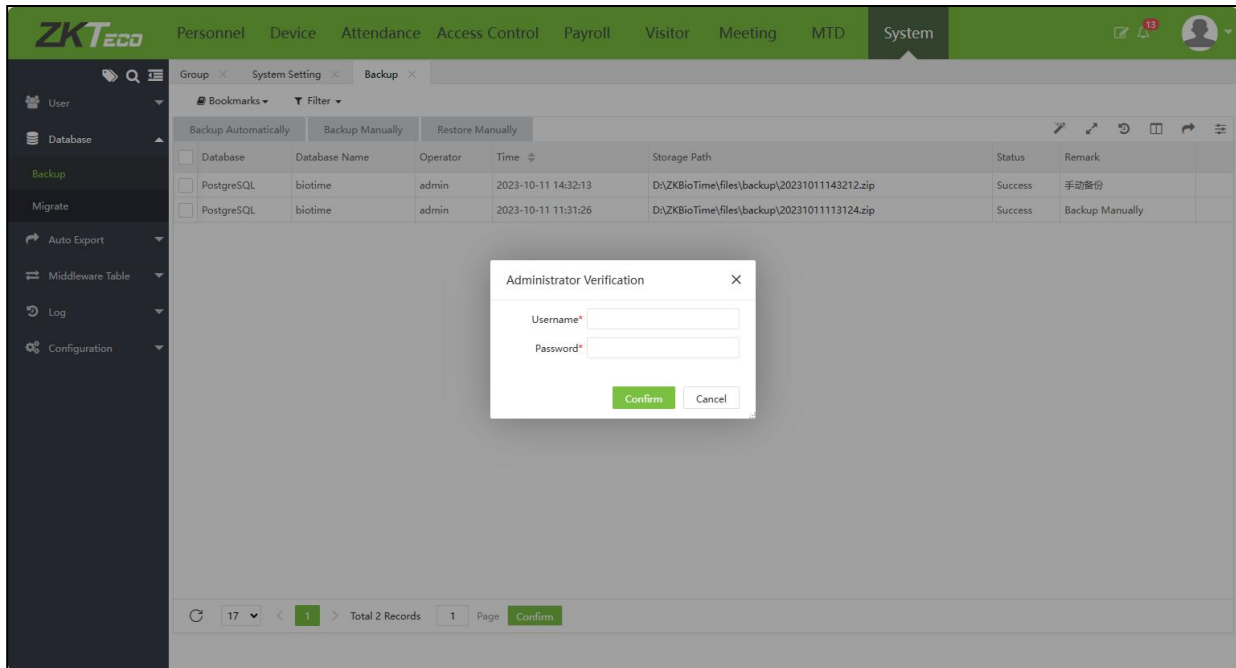 ZKTECO Personnel Device Attendance Access Control Payroll Visitor Meeting MTD System 13
Group System Setting Backup
User
Bookmarks Filter
Database
Backup Automatically Backup Manually Restore Manually
Database Database Name Operator Time Storage Path Status Remark
Backup
PostgreSQL biotime admin 2023-10-11 14:32:13 D:\ZKBioTime\files\backup\20231011143212.zip Success 手动备份
Migrate
PostgreSQL biotime admin 2023-10-11 11:31:26 D:\ZKBioTime\files\backup\20231011113124.zip Success Backup Manually
Auto Export
Middleware Table
Log
Configuration
Administrator Verification
Username*
Password*
Confirm Cancel
17 1 Total 2 Records 1 Page Confirm